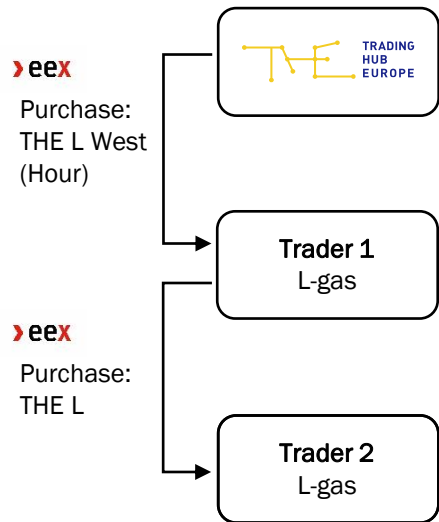 TRADING
HUB
EUROPE
eex
Purchase:
THE L West
(Hour)
Trader 1
L-gas
eex
Purchase:
THE L
Trader 2
L-gas